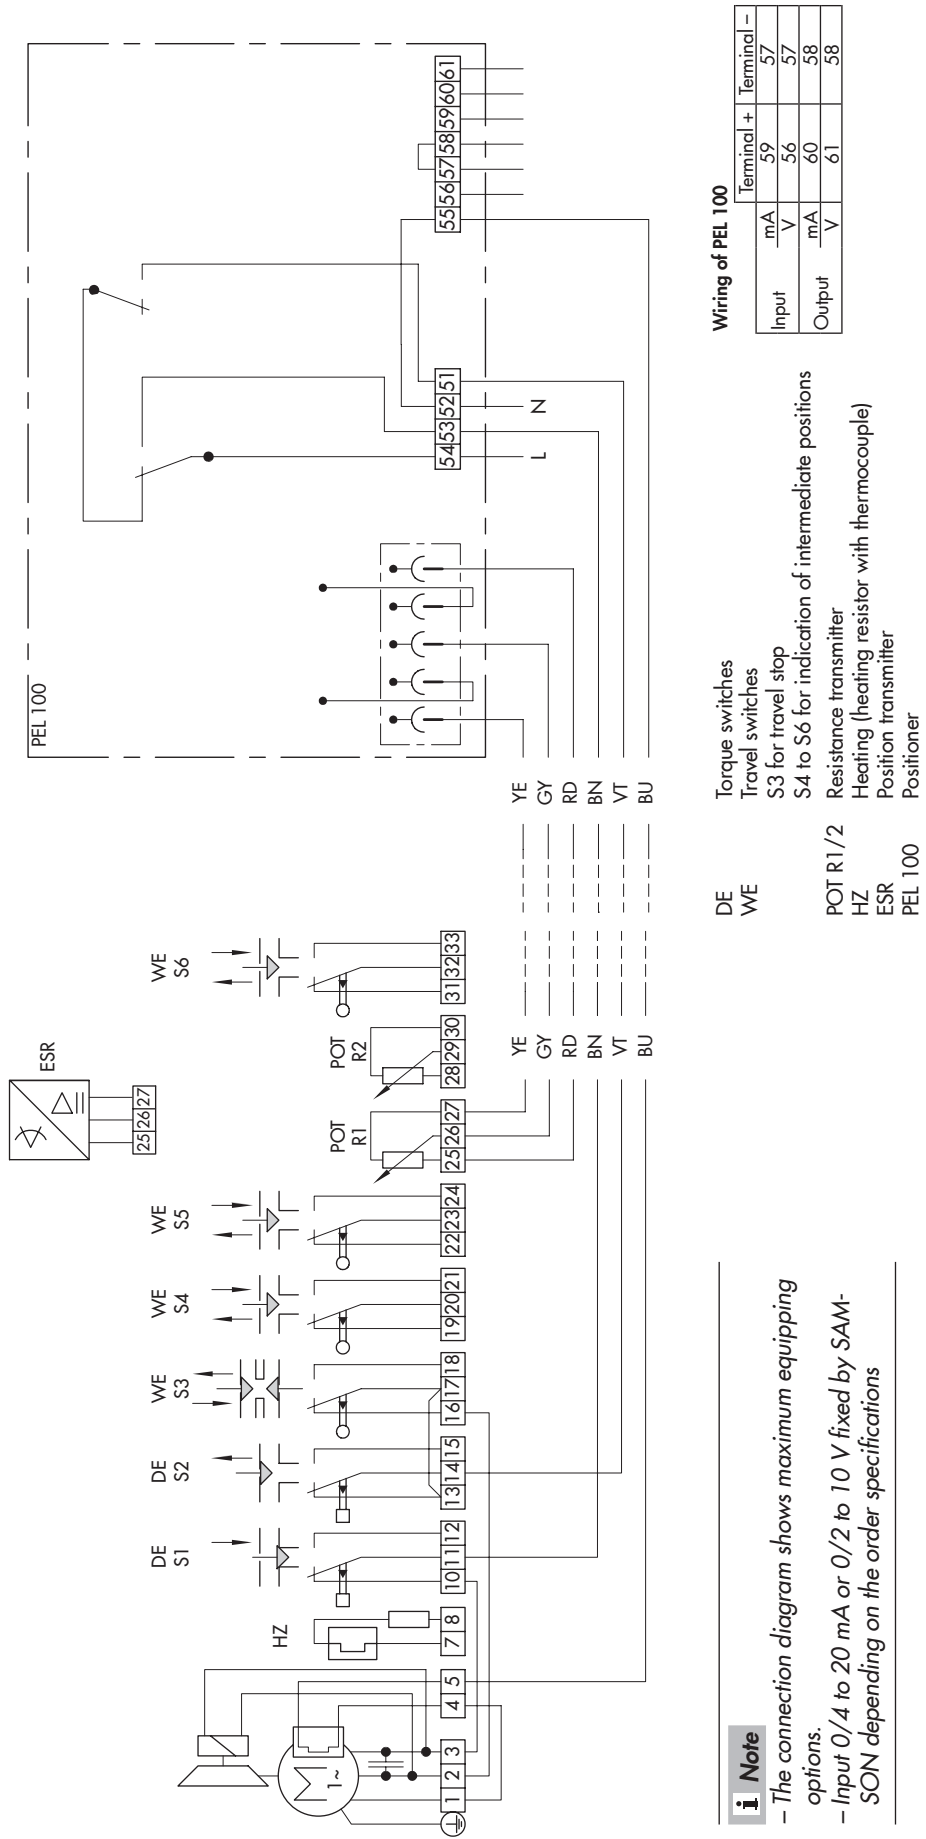 PEL 100
ESR
25 26 27
DE DE WE WE WE WE
S1 S2 S3 S4 S5 S6
HZ
M
1~
POT POT
R1 R2
1 2 3 4 5 7 8 10 11 12 13 14 15 16 17 18 19 20 21 22 23 24 25 26 27 28 29 30 31 32 33
54 53 52 51 55 56 57 58 59 60 61
L N
YE YE
GY GY
RD RD
BN BN
VT VT
BU BU
i Note
– The connection diagram shows maximum equipping
options.
– Input 0/4 to 20 mA or 0/2 to 10 V fixed by SAM-
SON depending on the order specifications
DE Torque switches
WE Travel switches
S3 for travel stop
S4 to S6 for indication of intermediate positions
POT R1/2 Resistance transmitter
HZ Heating (heating resistor with thermocouple)
ESR Position transmitter
PEL 100 Positioner
Wiring of PEL 100
Terminal + Terminal –
Input mA 59 57
V 56 57
Output mA 60 58
V 61 58